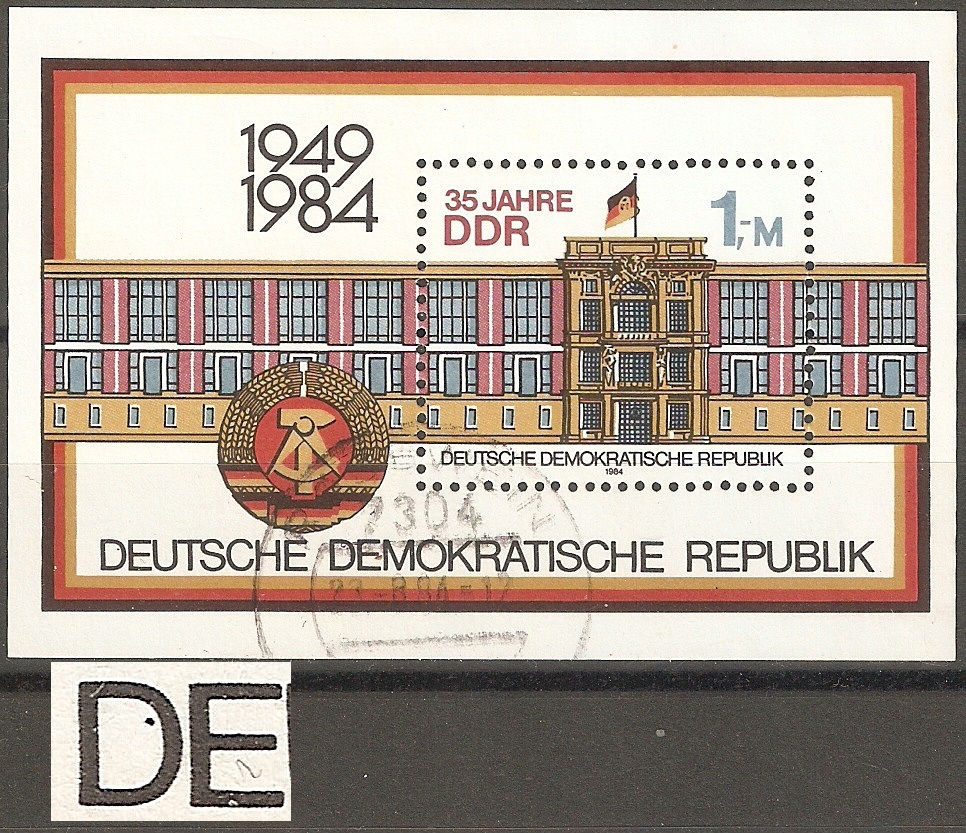 1949
1984
35 JAHRE
DDR
1,-M
DEUTSCHE DEMOKRATISCHE REPUBLIK
1984
2304
DEUTSCHE DEMOKRATISCHE REPUBLIK
DE